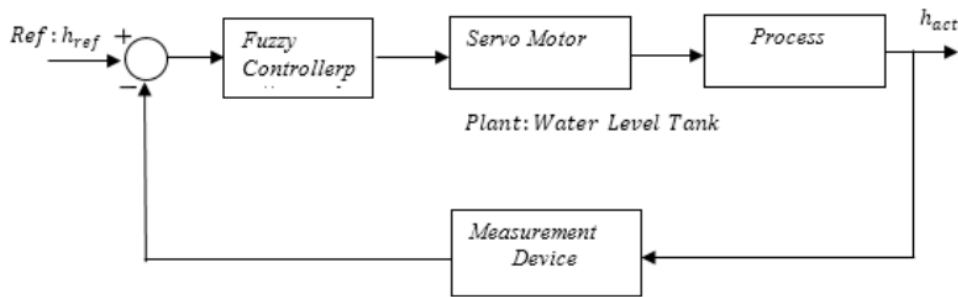 Ref: h_ref +
−
Fuzzy
Controllerp
Servo Motor
Process
h_act
Plant: Water Level Tank
Measurement
Device